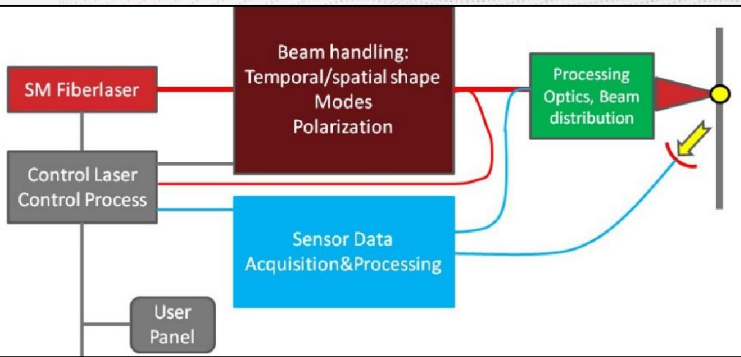 SM Fiberlaser
Beam handling:
Temporal/spatial shape
Modes
Polarization
Processing
Optics, Beam
distribution
Control Laser
Control Process
Sensor Data
Acquisition&Processing
User
Panel